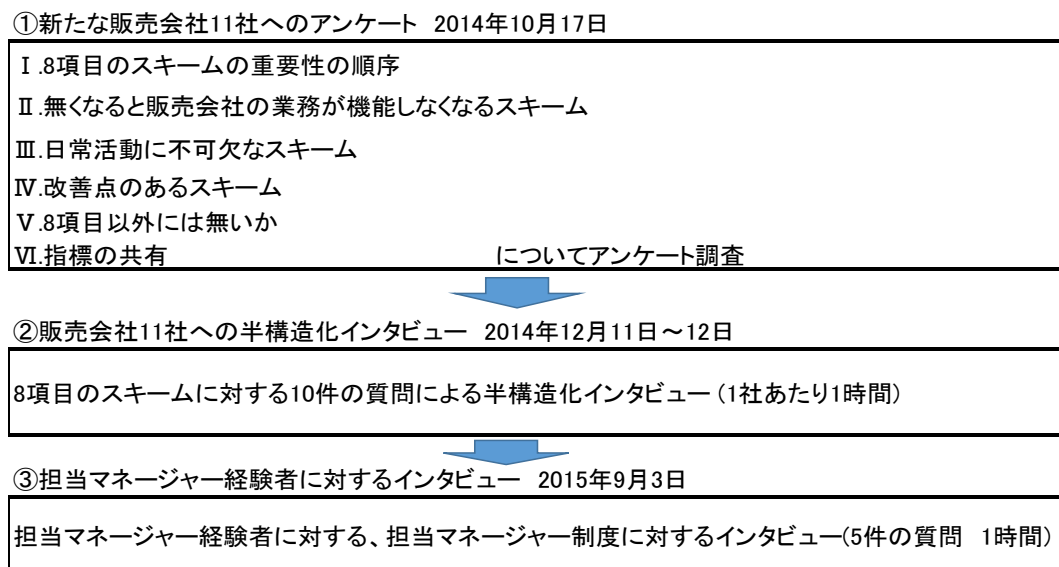 ①新たな販売会社11社へのアンケート 2014年10月17日
Ⅰ.8項目のスキームの重要性の順序
Ⅱ.無くなると販売会社の業務が機能しなくなるスキーム
Ⅲ.日常活動に不可欠なスキーム
Ⅳ.改善点のあるスキーム
Ⅴ.8項目以外には無いか
Ⅵ.指標の共有 についてアンケート調査
②販売会社11社への半構造化インタビュー 2014年12月11日～12日
8項目のスキームに対する10件の質問による半構造化インタビュー (1社あたり1時間)
③担当マネージャー経験者に対するインタビュー 2015年9月3日
担当マネージャー経験者に対する、担当マネージャー制度に対するインタビュー(5件の質問 1時間)